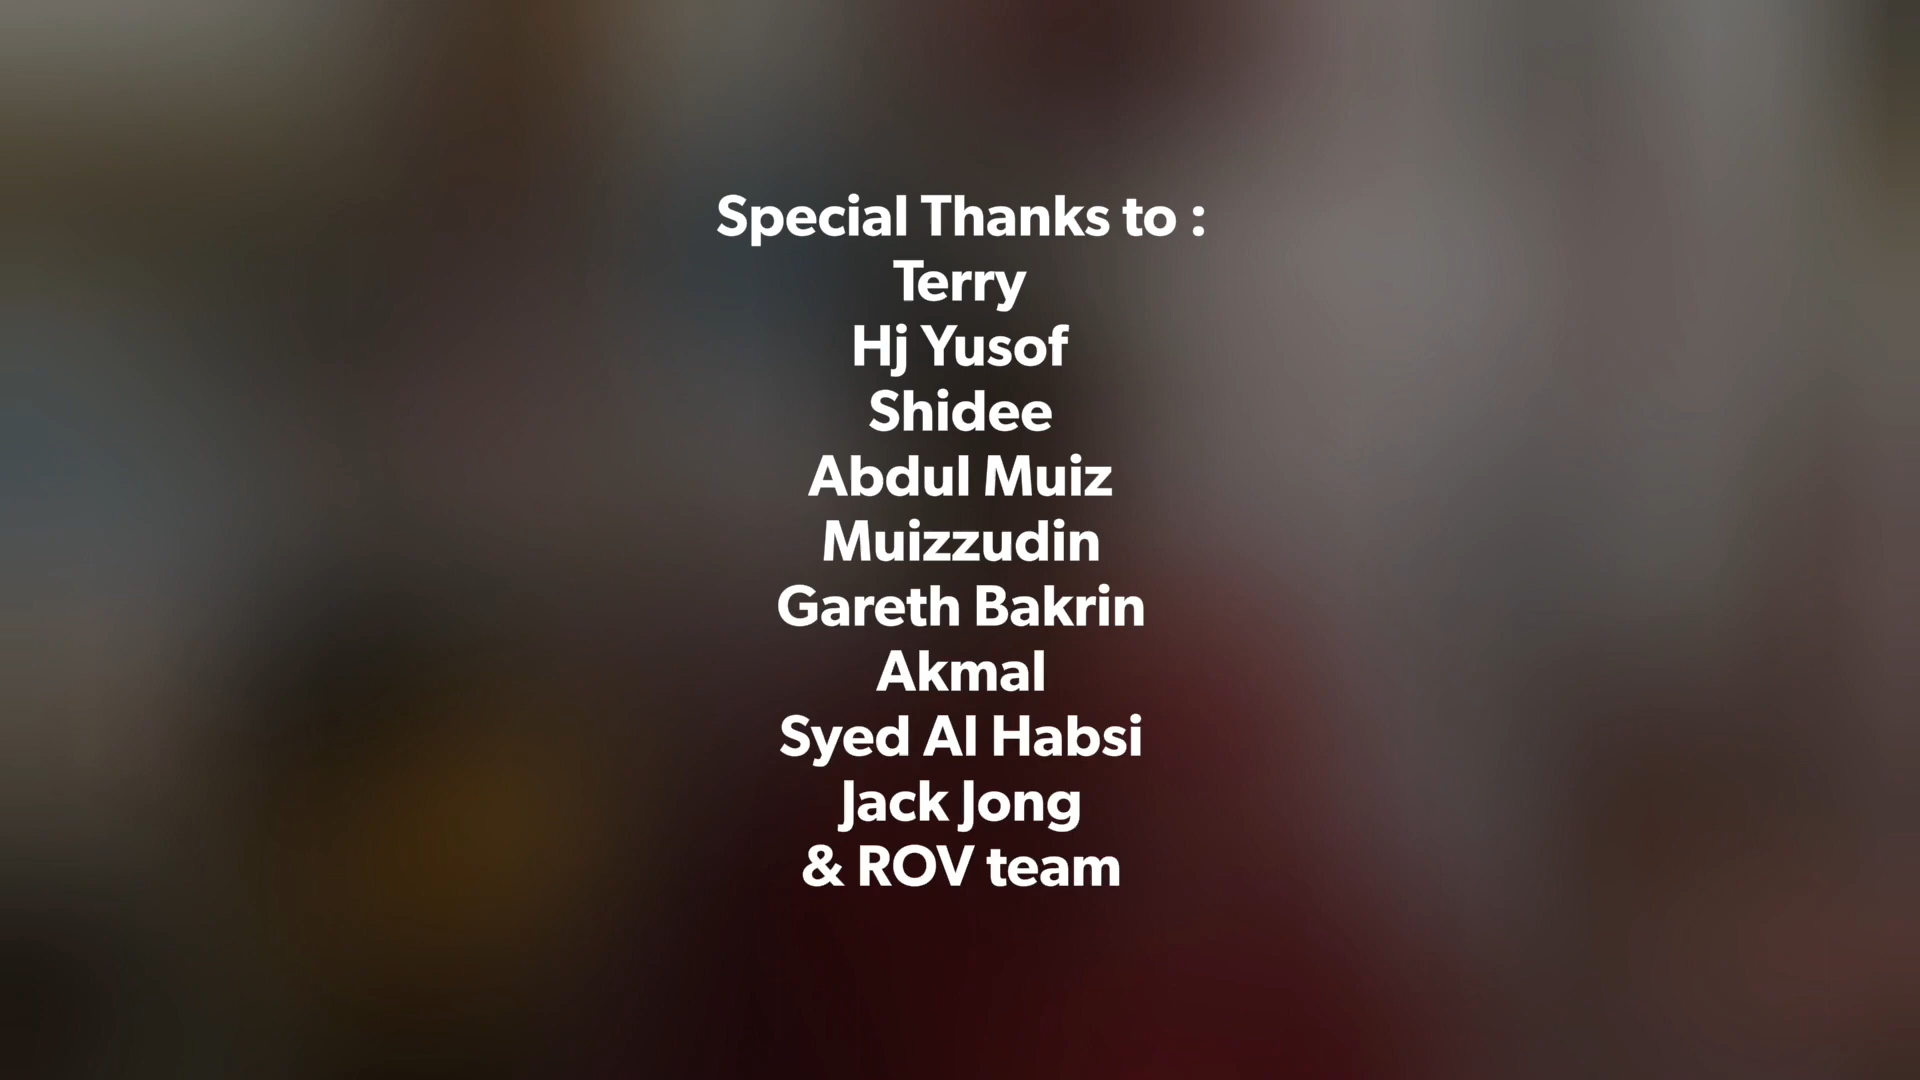 Special Thanks to :
Terry
Hj Yusof
Shidee
Abdul Muiz
Muizzudin
Gareth Bakrin
Akmal
Syed Al Habsi
Jack Jong
& ROV team